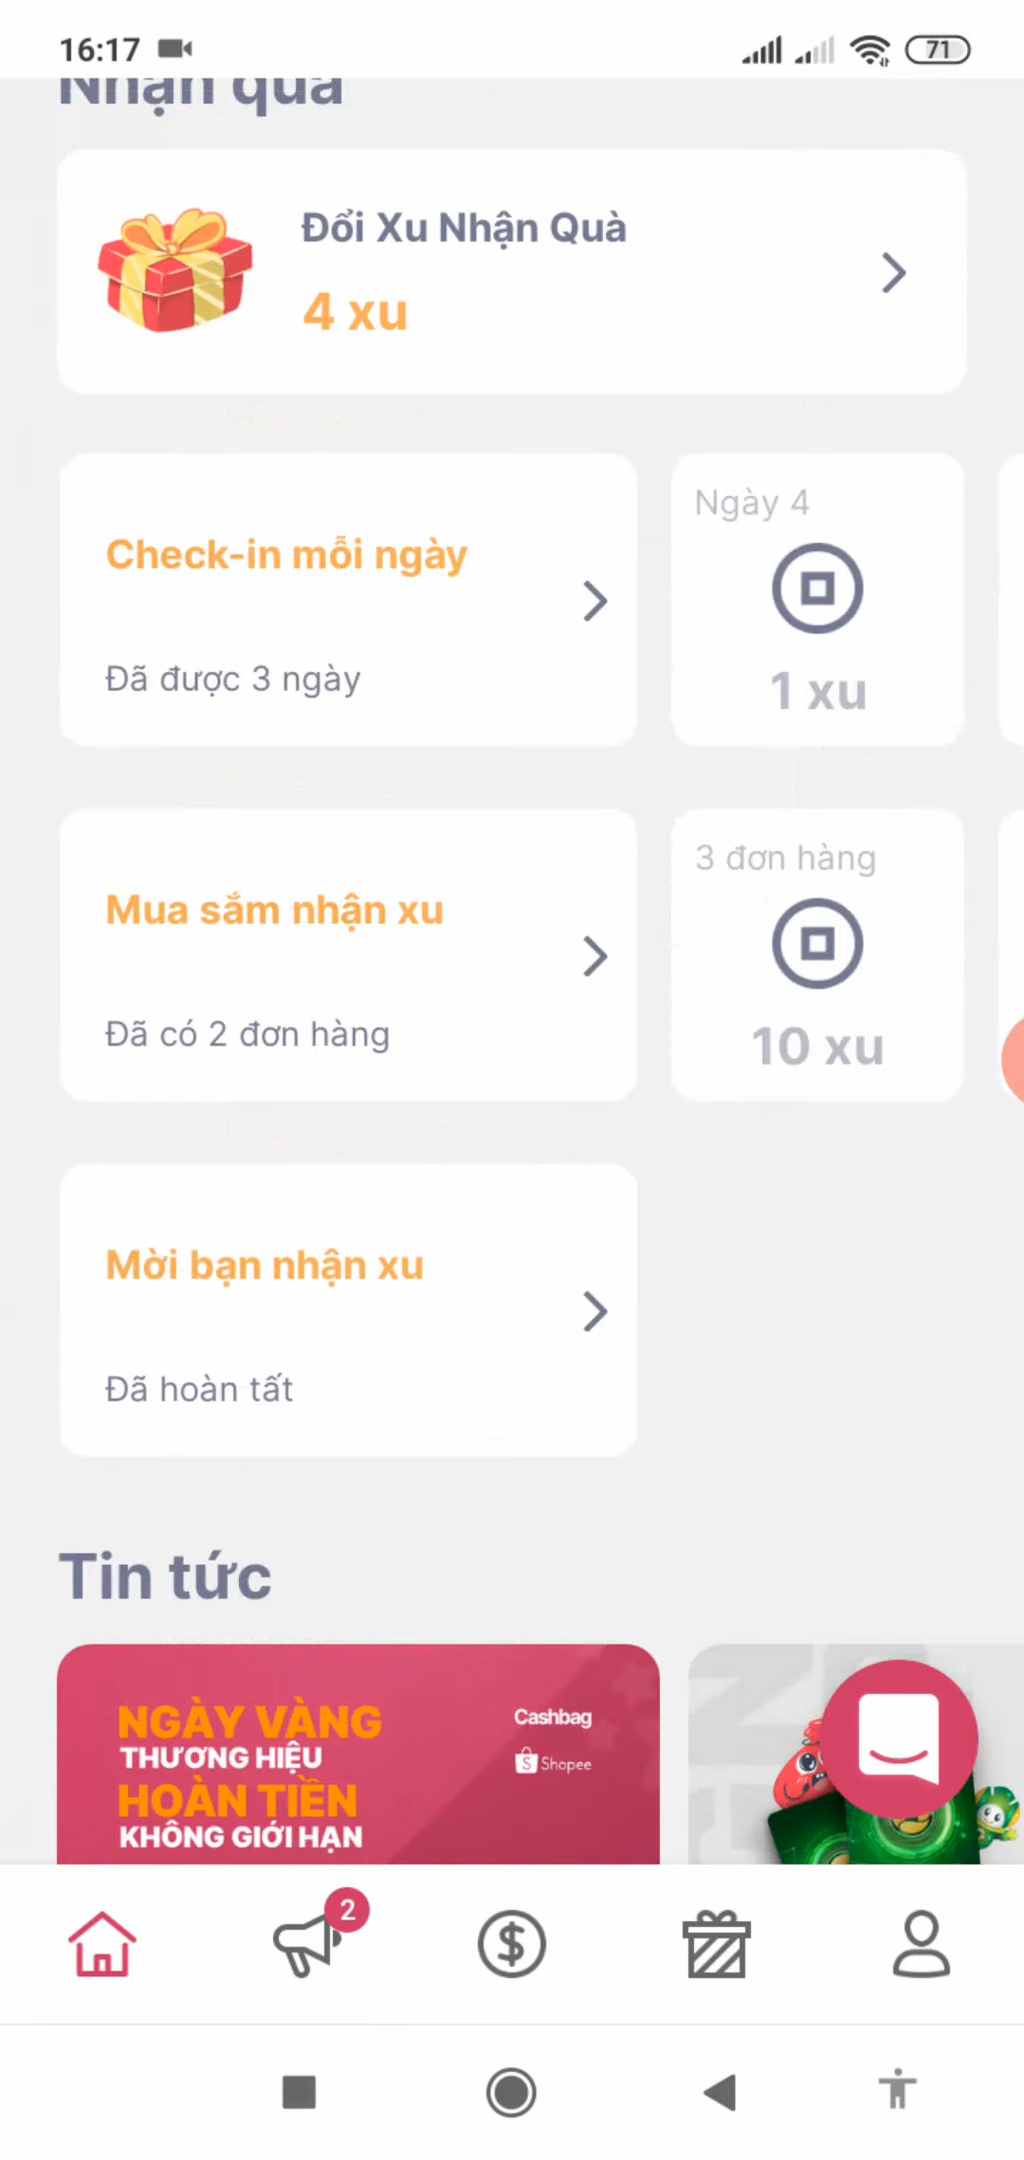 16:17
71
Nhận quà
Đổi Xu Nhận Quà
4 xu
Check-in mỗi ngày
Đã được 3 ngày
Ngày 4
1 xu
Mua sắm nhận xu
Đã có 2 đơn hàng
3 đơn hàng
10 xu
Mời bạn nhận xu
Đã hoàn tất
Tin tức
NGÀY VÀNG
THƯƠNG HIỆU
HOÀN TIỀN
KHÔNG GIỚI HẠN
Cashbag
Shopee
2